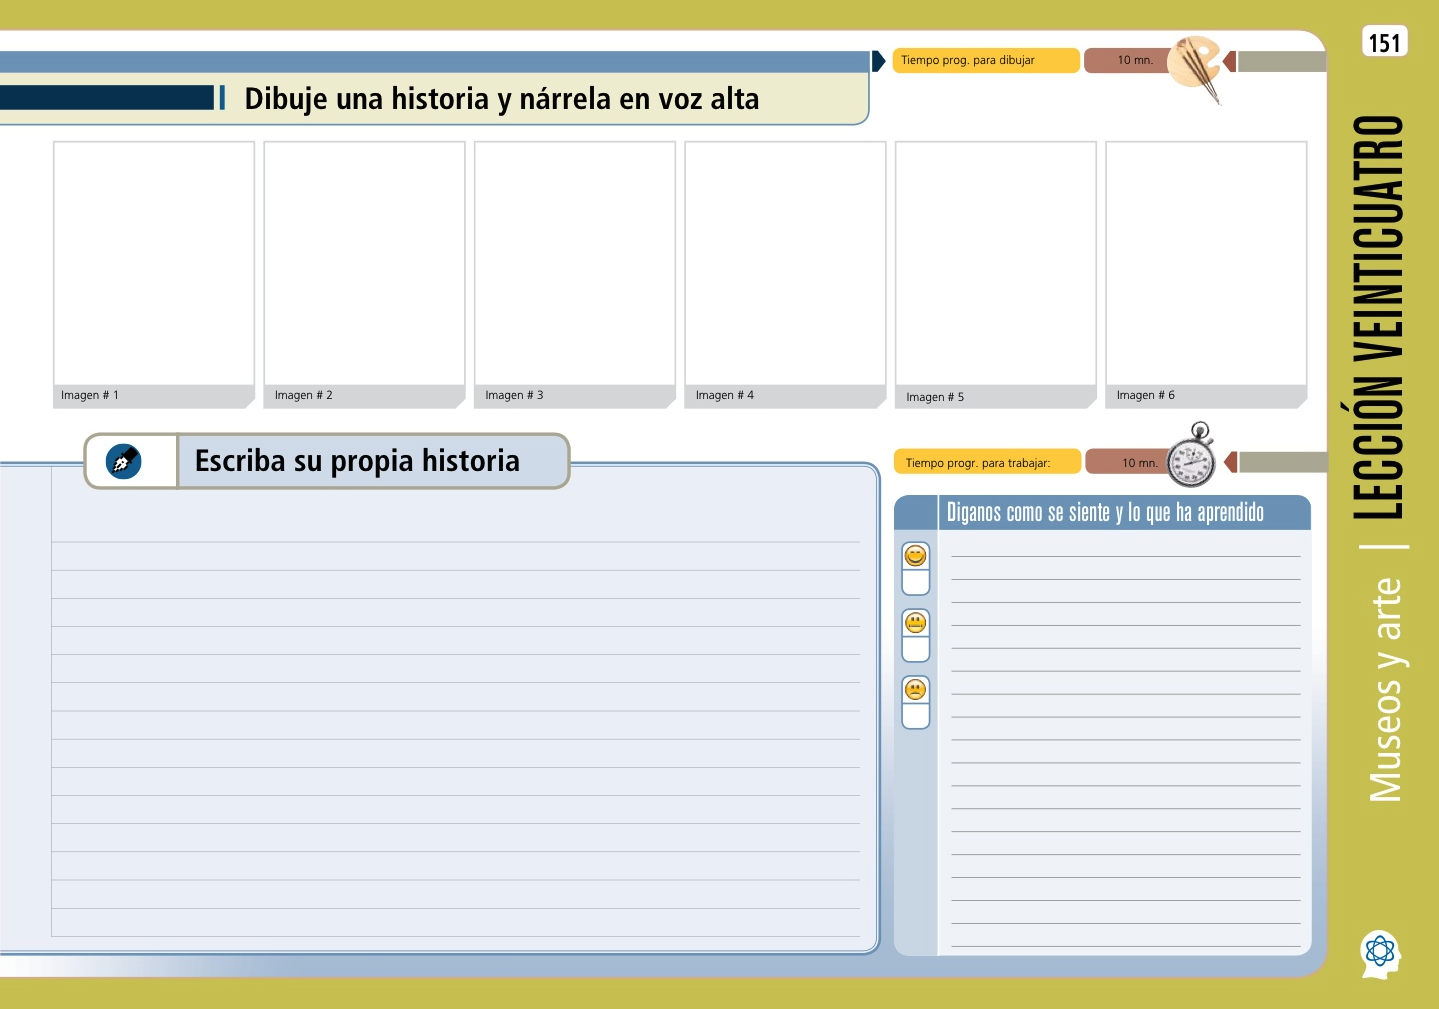 Tiempo prog. para dibujar
10 mn.
151
Dibuje una historia y nárrela en voz alta
Imagen # 1
Imagen # 2
Imagen # 3
Imagen # 4
Imagen # 5
Imagen # 6
Escriba su propia historia
Tiempo progr. para trabajar:
10 mn.
Diganos como se siente y lo que ha aprendido
Museos y arte | LECCIÓN VEINTICUATRO